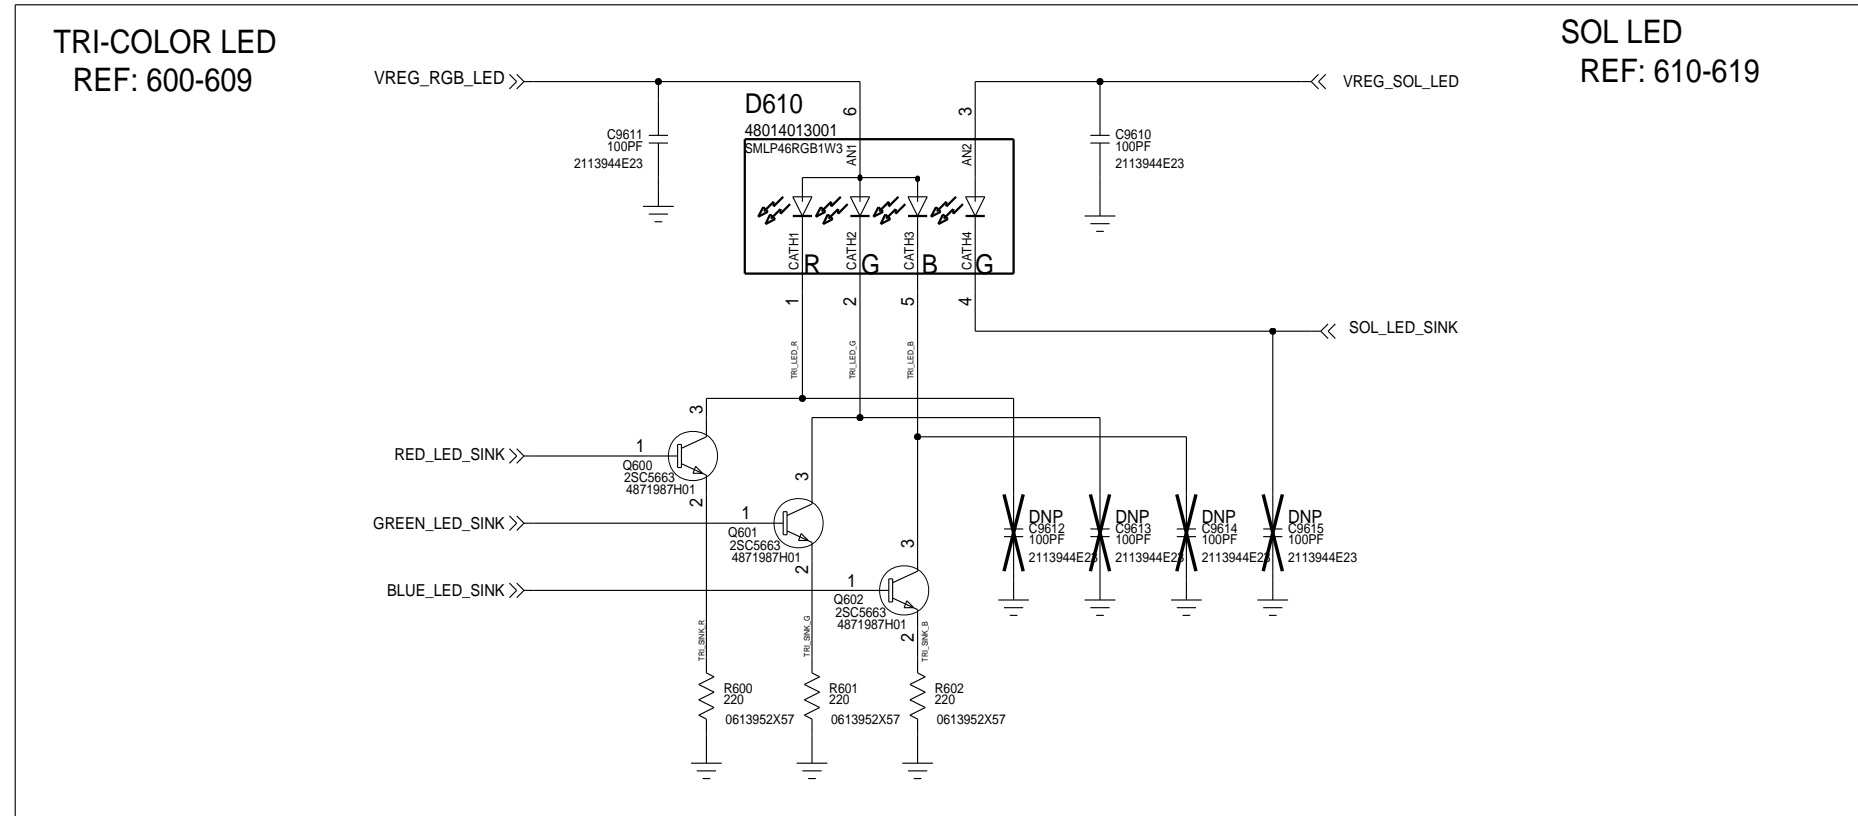 TRI-COLOR LED
REF: 600-609
SOL LED
REF: 610-619
VREG_RGB_LED
VREG_SOL_LED
D610
48014013001
SMLP46RGB1W3
6
3
AN1
AN2
C9611
100PF
2113944E23
C9610
100PF
2113944E23
CATH1
R
CATH2
G
CATH3
B
CATH4
G
1
2
5
4
SOL_LED_SINK
TRI_LED_R
TRI_LED_G
TRI_LED_B
3
RED_LED_SINK
1
Q600
2SC5663
4871987H01
2
3
GREEN_LED_SINK
1
Q601
2SC5663
4871987H01
2
3
BLUE_LED_SINK
1
Q602
2SC5663
4871987H01
2
DNP
C9612
100PF
2113944E23
DNP
C9613
100PF
2113944E23
DNP
C9614
100PF
2113944E23
DNP
C9615
100PF
2113944E23
TRI_SINK_R
TRI_SINK_G
TRI_SINK_B
R600
220
0613952X57
R601
220
0613952X57
R602
220
0613952X57